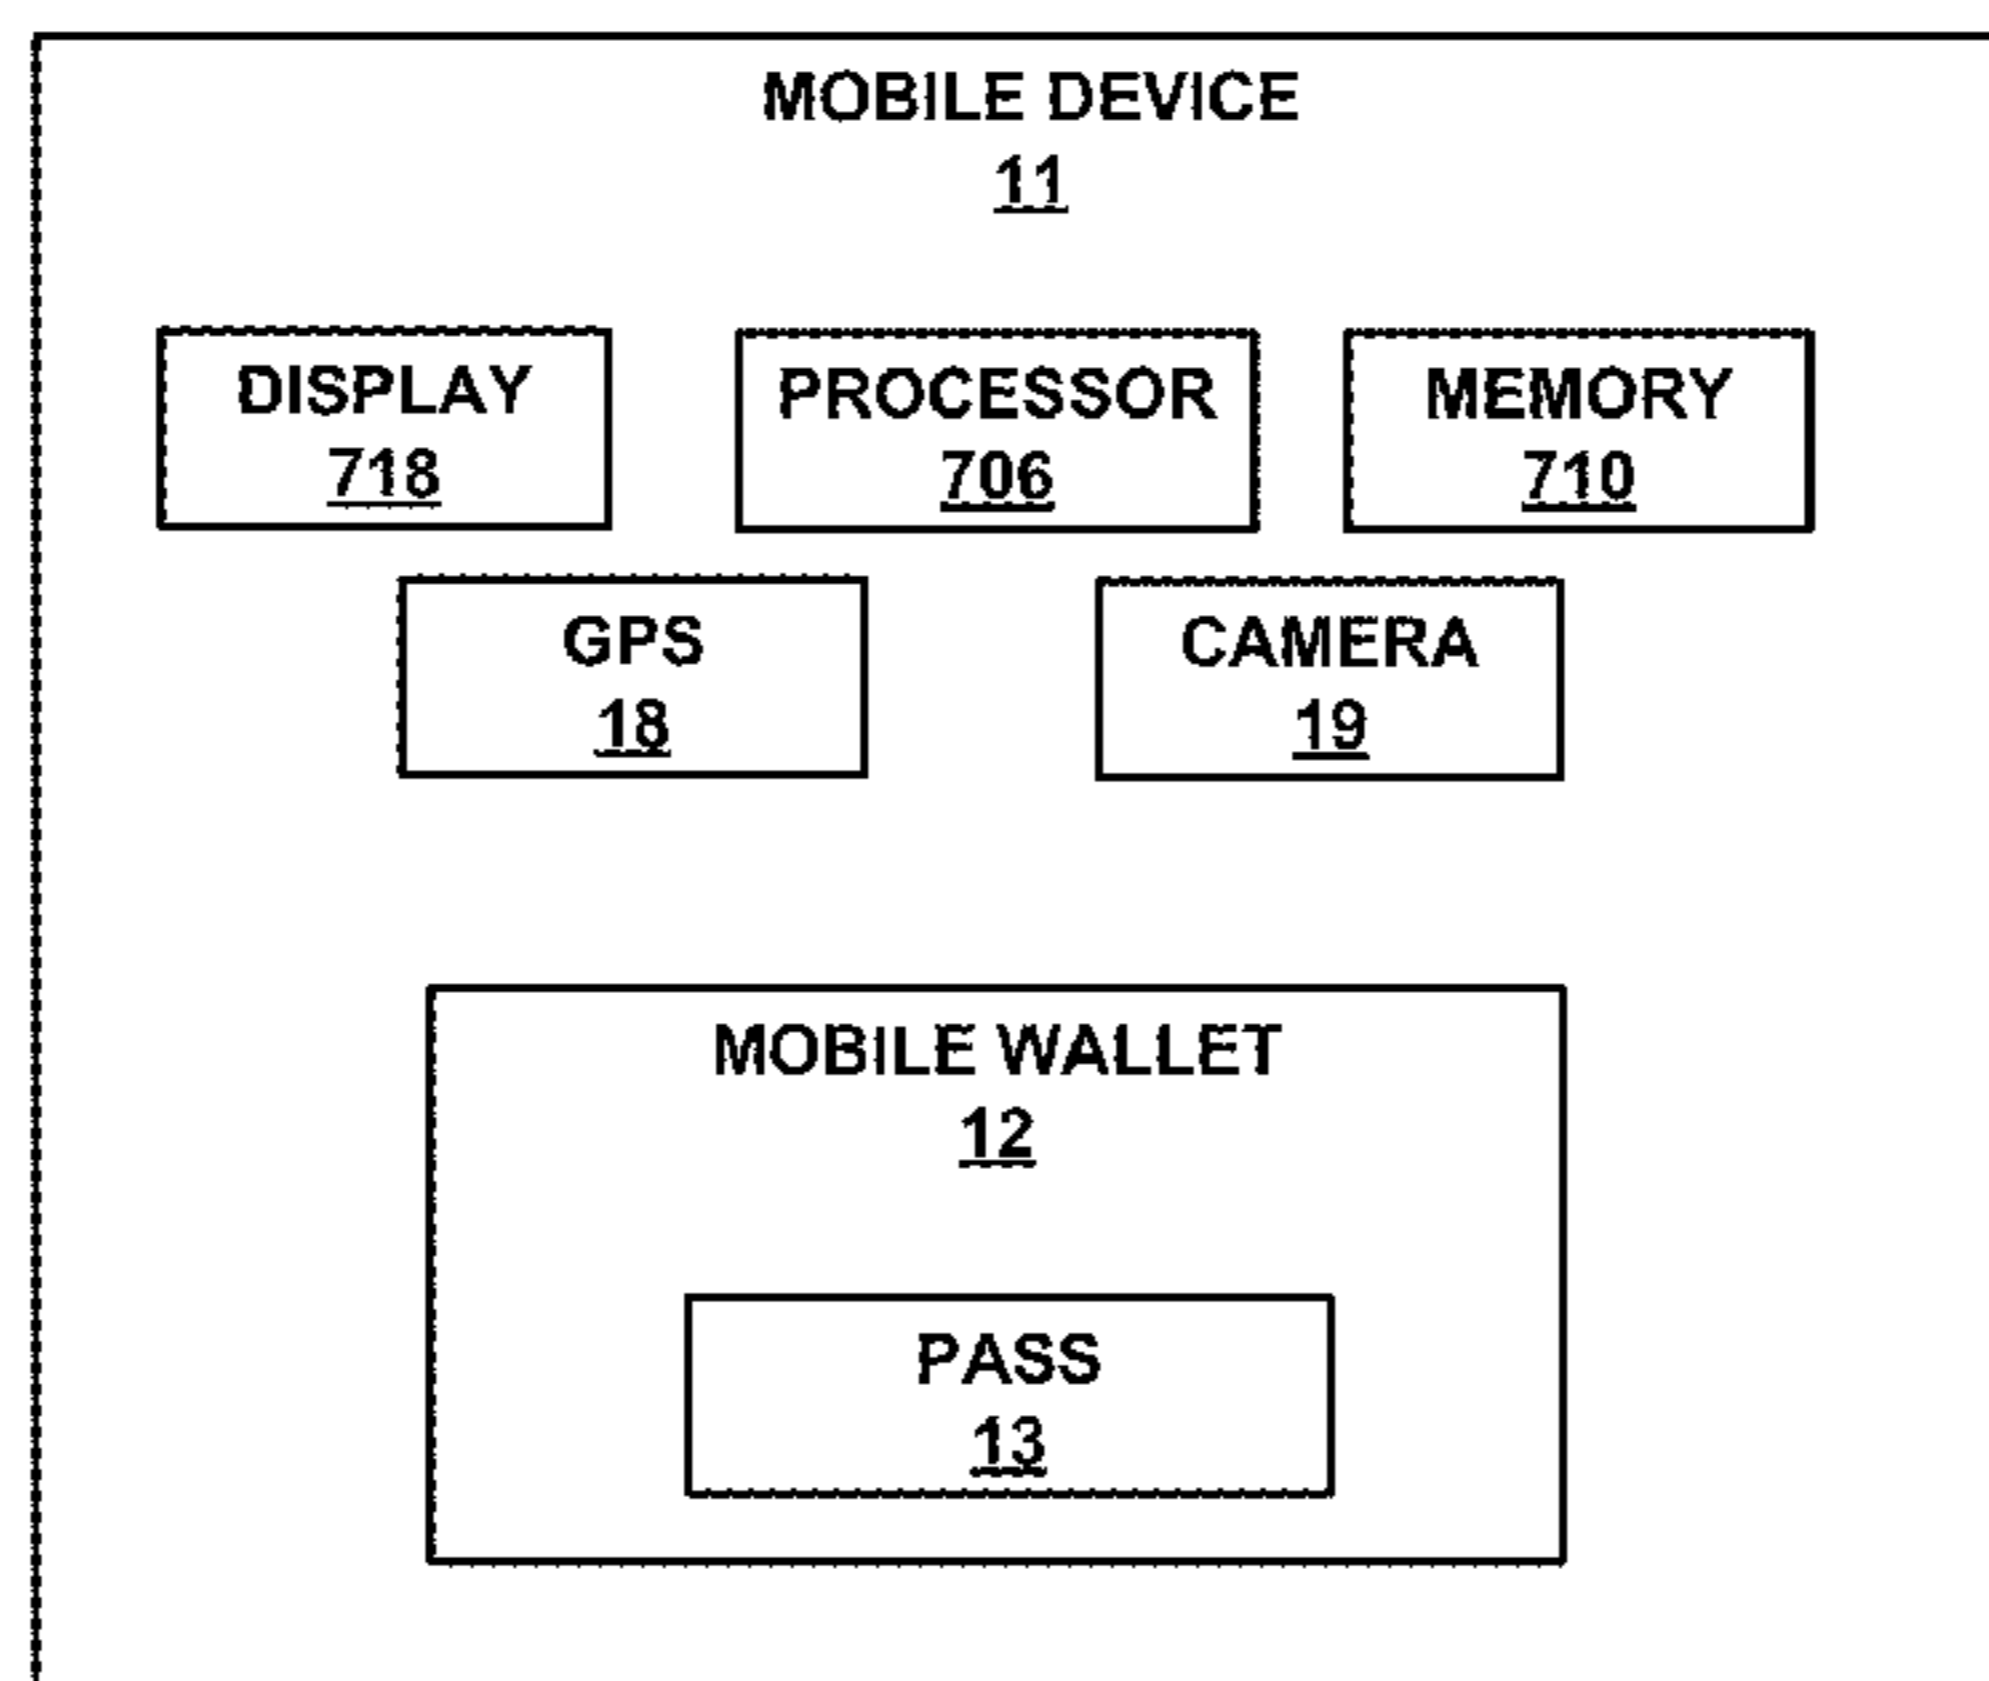 MOBILE DEVICE
11
DISPLAY
718
PROCESSOR
706
MEMORY
710
GPS
18
CAMERA
19
MOBILE WALLET
12
PASS
13